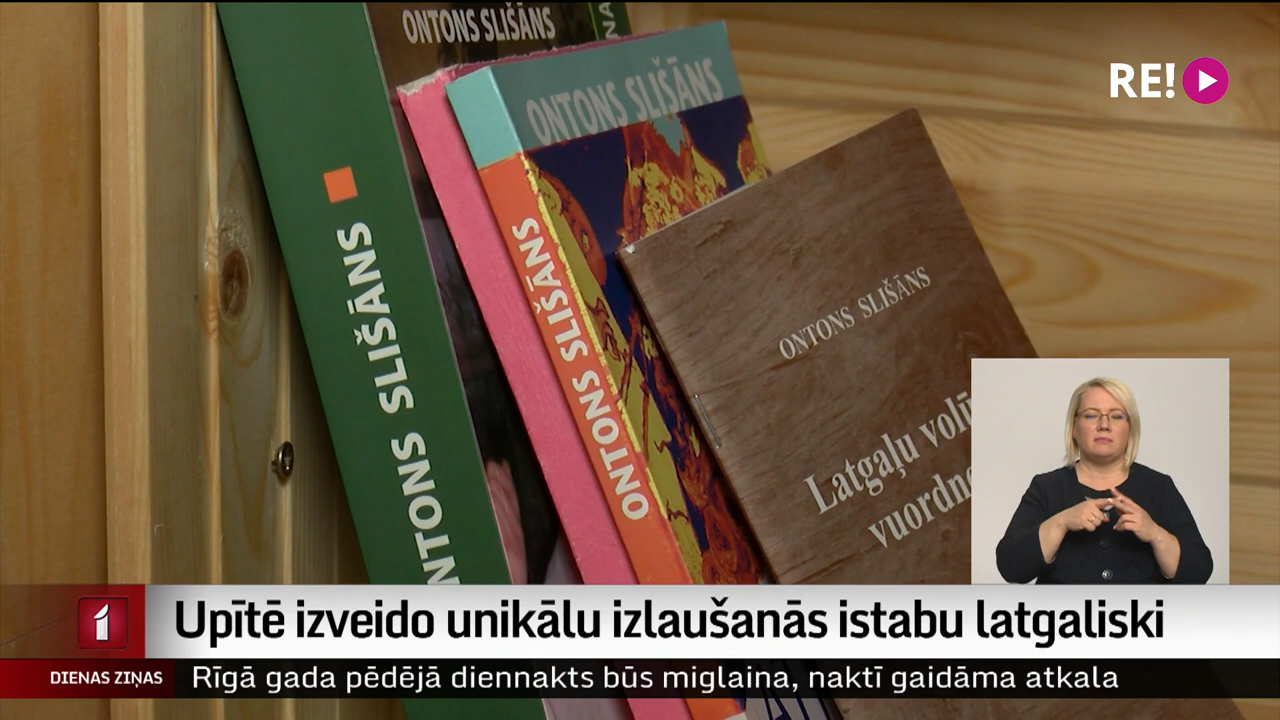 ONTONS SLIŠĀNS
RE!
ONTONS SLIŠĀNS
ONTONS SLIŠĀNS
ONTONS SLIŠĀNS
ONTONS SLIŠĀNS
Latgaļu
1
Upītē izveido unikālu izlaušanās istabu latgaliski
DIENAS ZIŅAS
Rīgā gada pēdējā diennakts būs miglaina, naktī gaidāma atkala